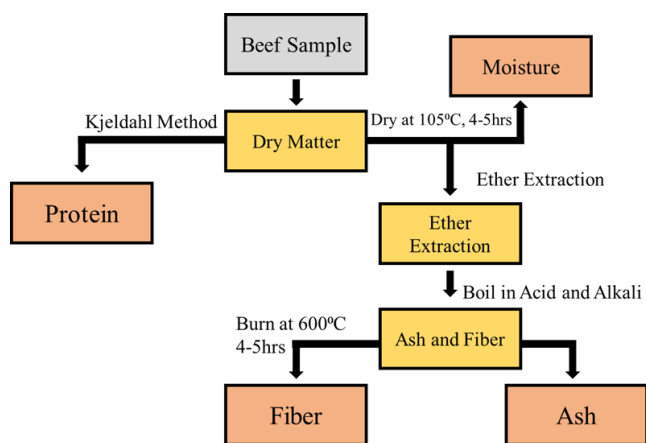 Beef Sample
Moisture
Kjeldahl Method
Dry at 105ºC, 4-5hrs
Dry Matter
Ether Extraction
Protein
Ether
Extraction
Boil in Acid and Alkali
Burn at 600ºC
4-5hrs
Ash and Fiber
Fiber
Ash